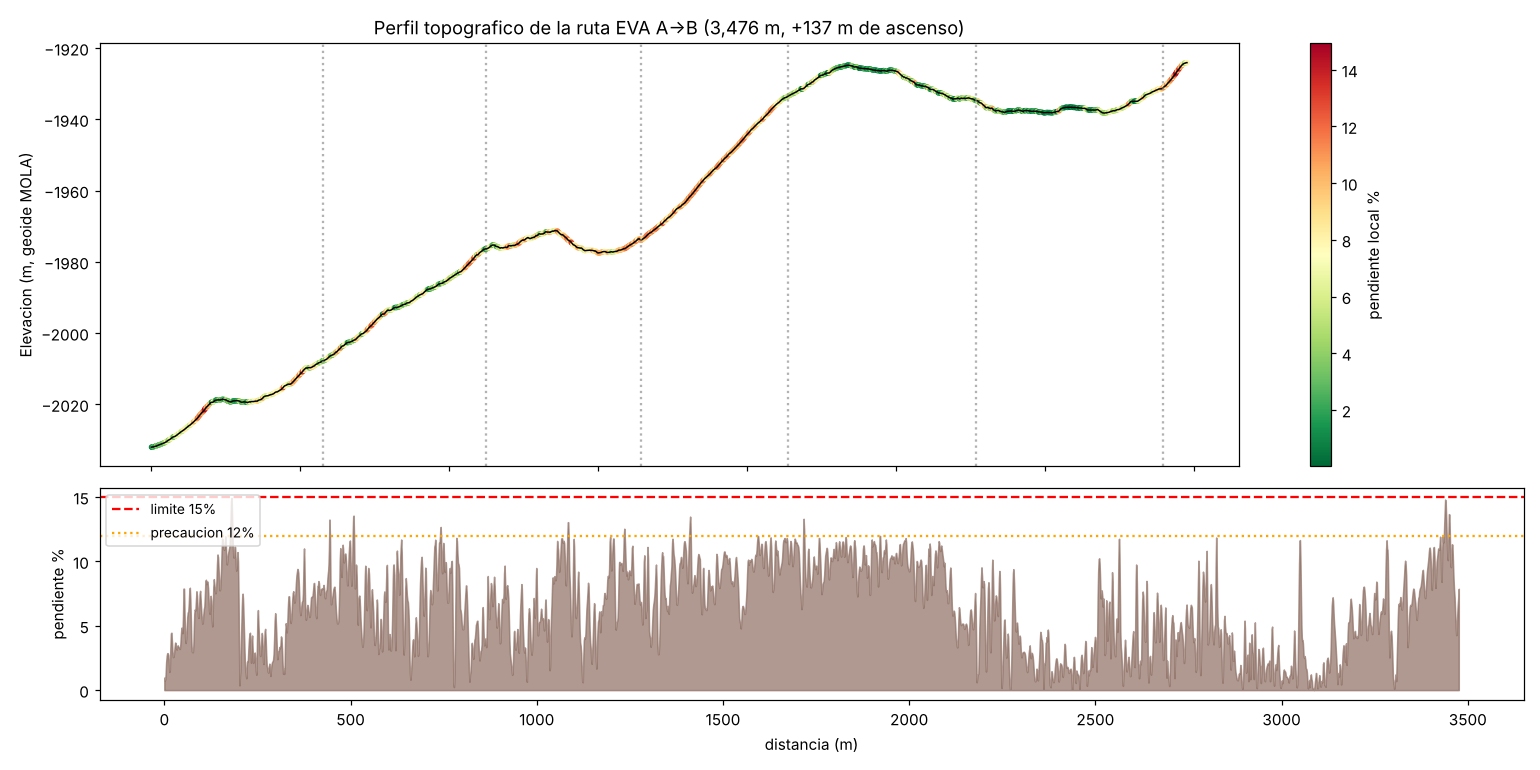 Perfil topografico de la ruta EVA A→B (3,476 m, +137 m de ascenso)
Elevacion (m, geoide MOLA)
−1920
−1940
−1960
−1980
−2000
−2020
14
12
10
8
6
4
2
pendiente local %
limite 15%
precaucion 12%
pendiente %
15
10
5
0
0 500 1000 1500 2000 2500 3000 3500
distancia (m)